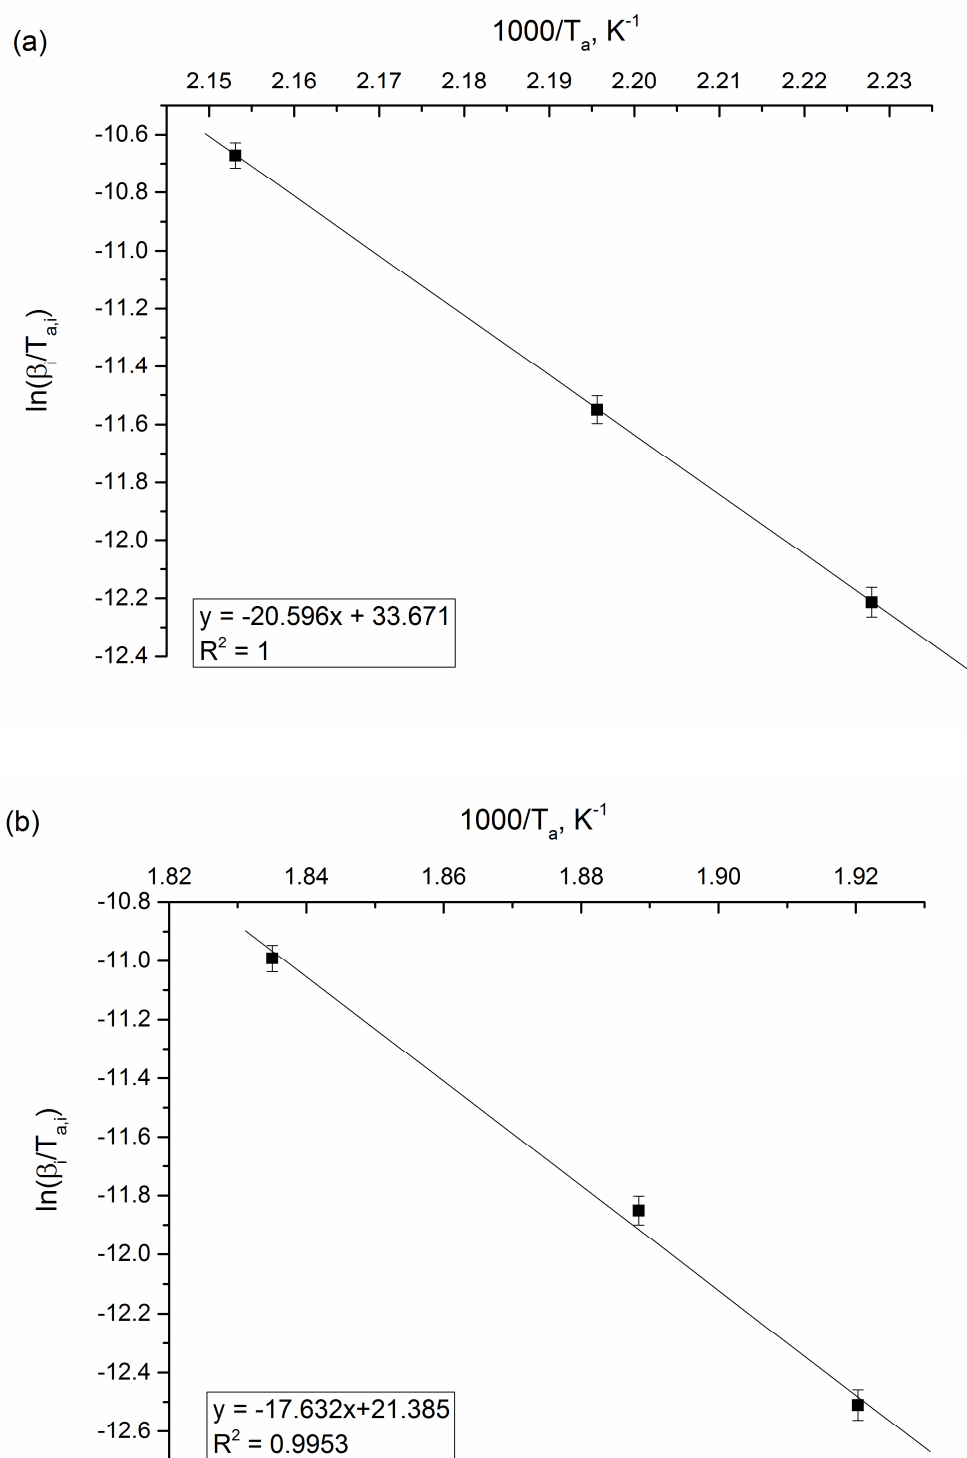 (a)
1000/Ta, K-1
2.15 2.16 2.17 2.18 2.19 2.20 2.21 2.22 2.23
-10.6
-10.8
-11.0
-11.2
-11.4
-11.6
-11.8
-12.0
-12.2
-12.4
ln(βi/Ta,i)
y = -20.596x + 33.671
R2 = 1
(b)
1000/Ta, K-1
1.82 1.84 1.86 1.88 1.90 1.92
-10.8
-11.0
-11.2
-11.4
-11.6
-11.8
-12.0
-12.2
-12.4
-12.6
ln(βi/Ta,i)
y = -17.632x+21.385
R2 = 0.9953